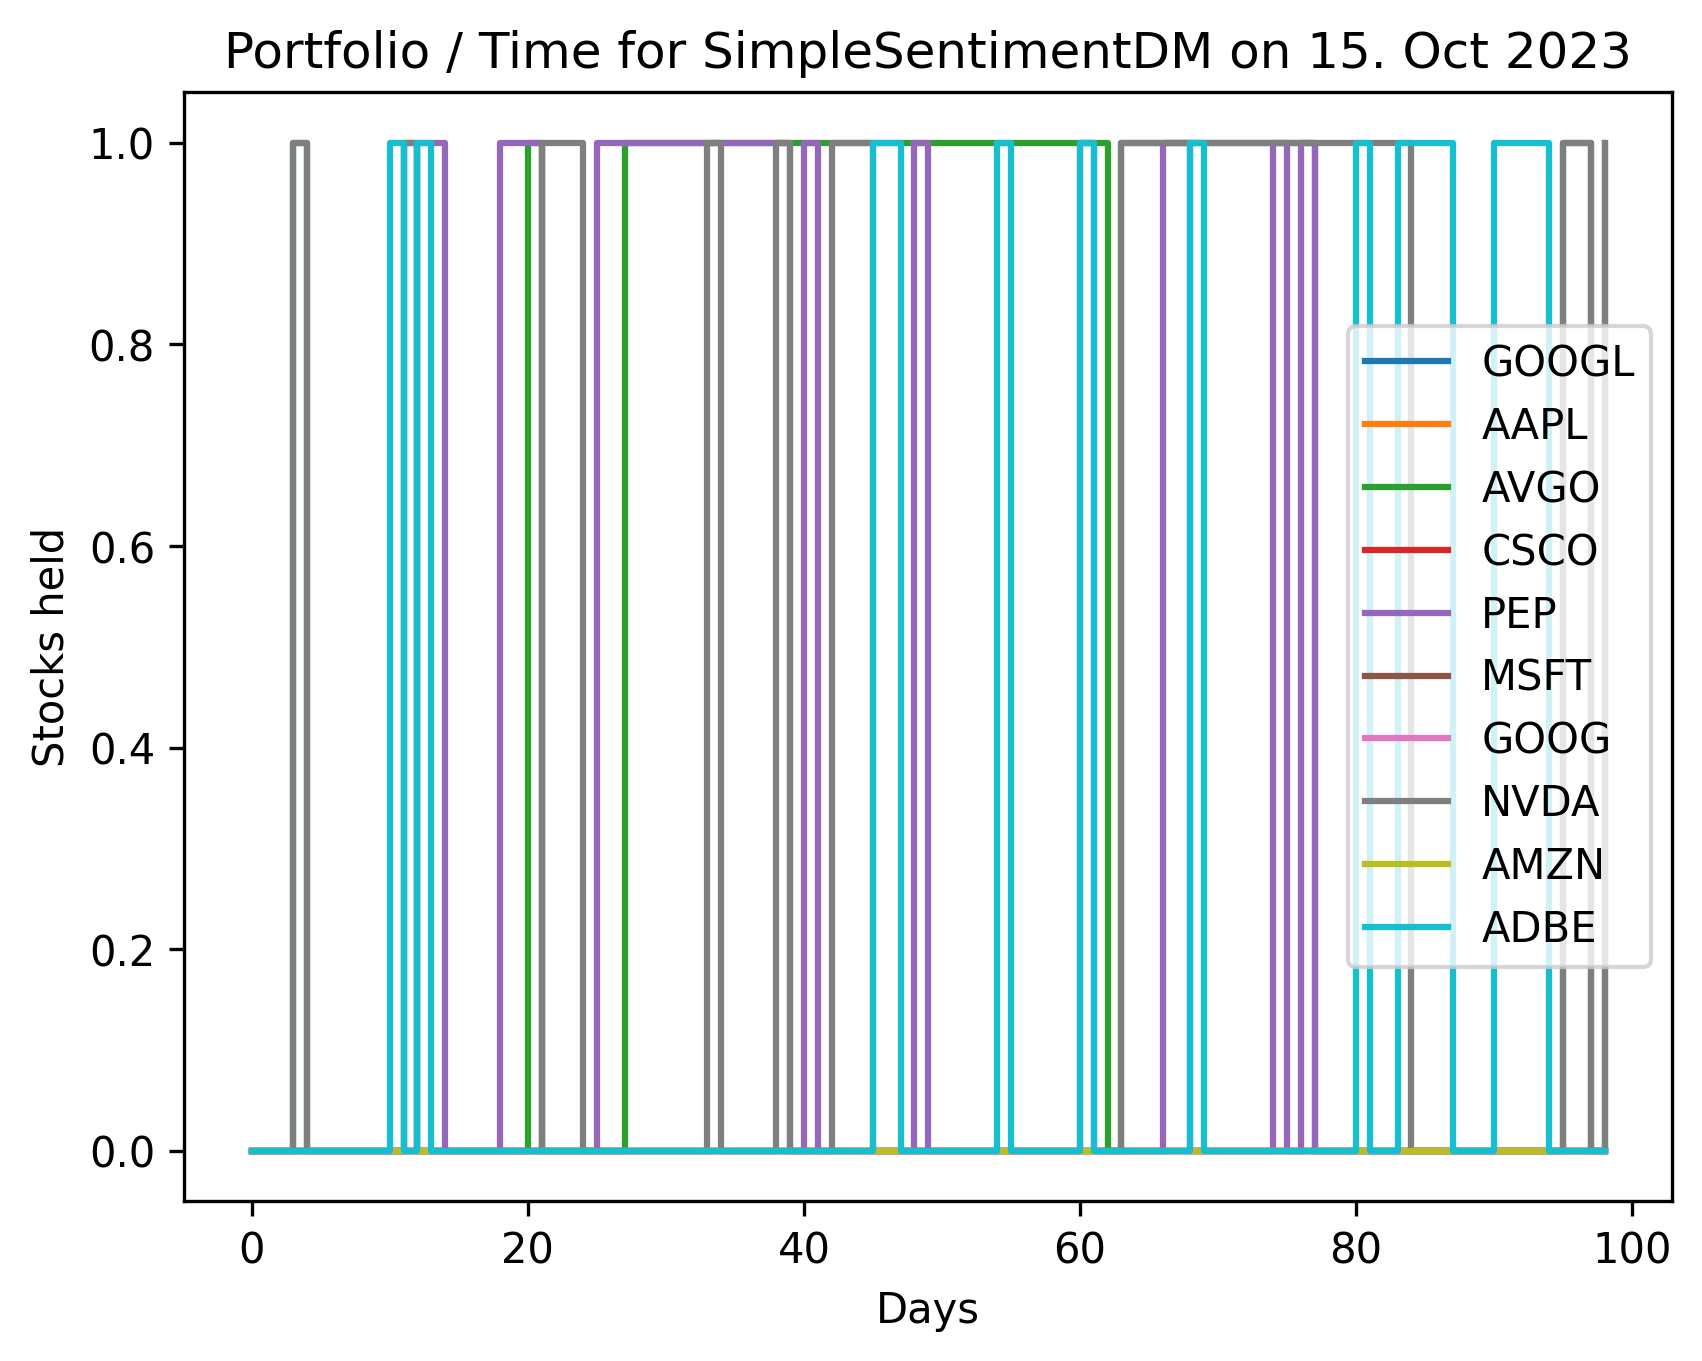 Portfolio / Time for SimpleSentimentDM on 15. Oct 2023
1.0
0.8
0.6
0.4
0.2
0.0
Stocks held
GOOGL
AAPL
AVGO
CSCO
PEP
MSFT
GOOG
NVDA
AMZN
ADBE
0 20 40 60 80 100
Days